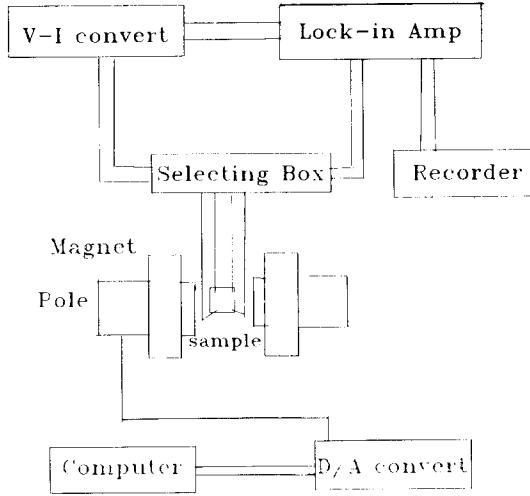 V-I convert
Lock-in Amp
Selecting Box
Recorder
Magnet
Pole
sample
Computer
D/A convert